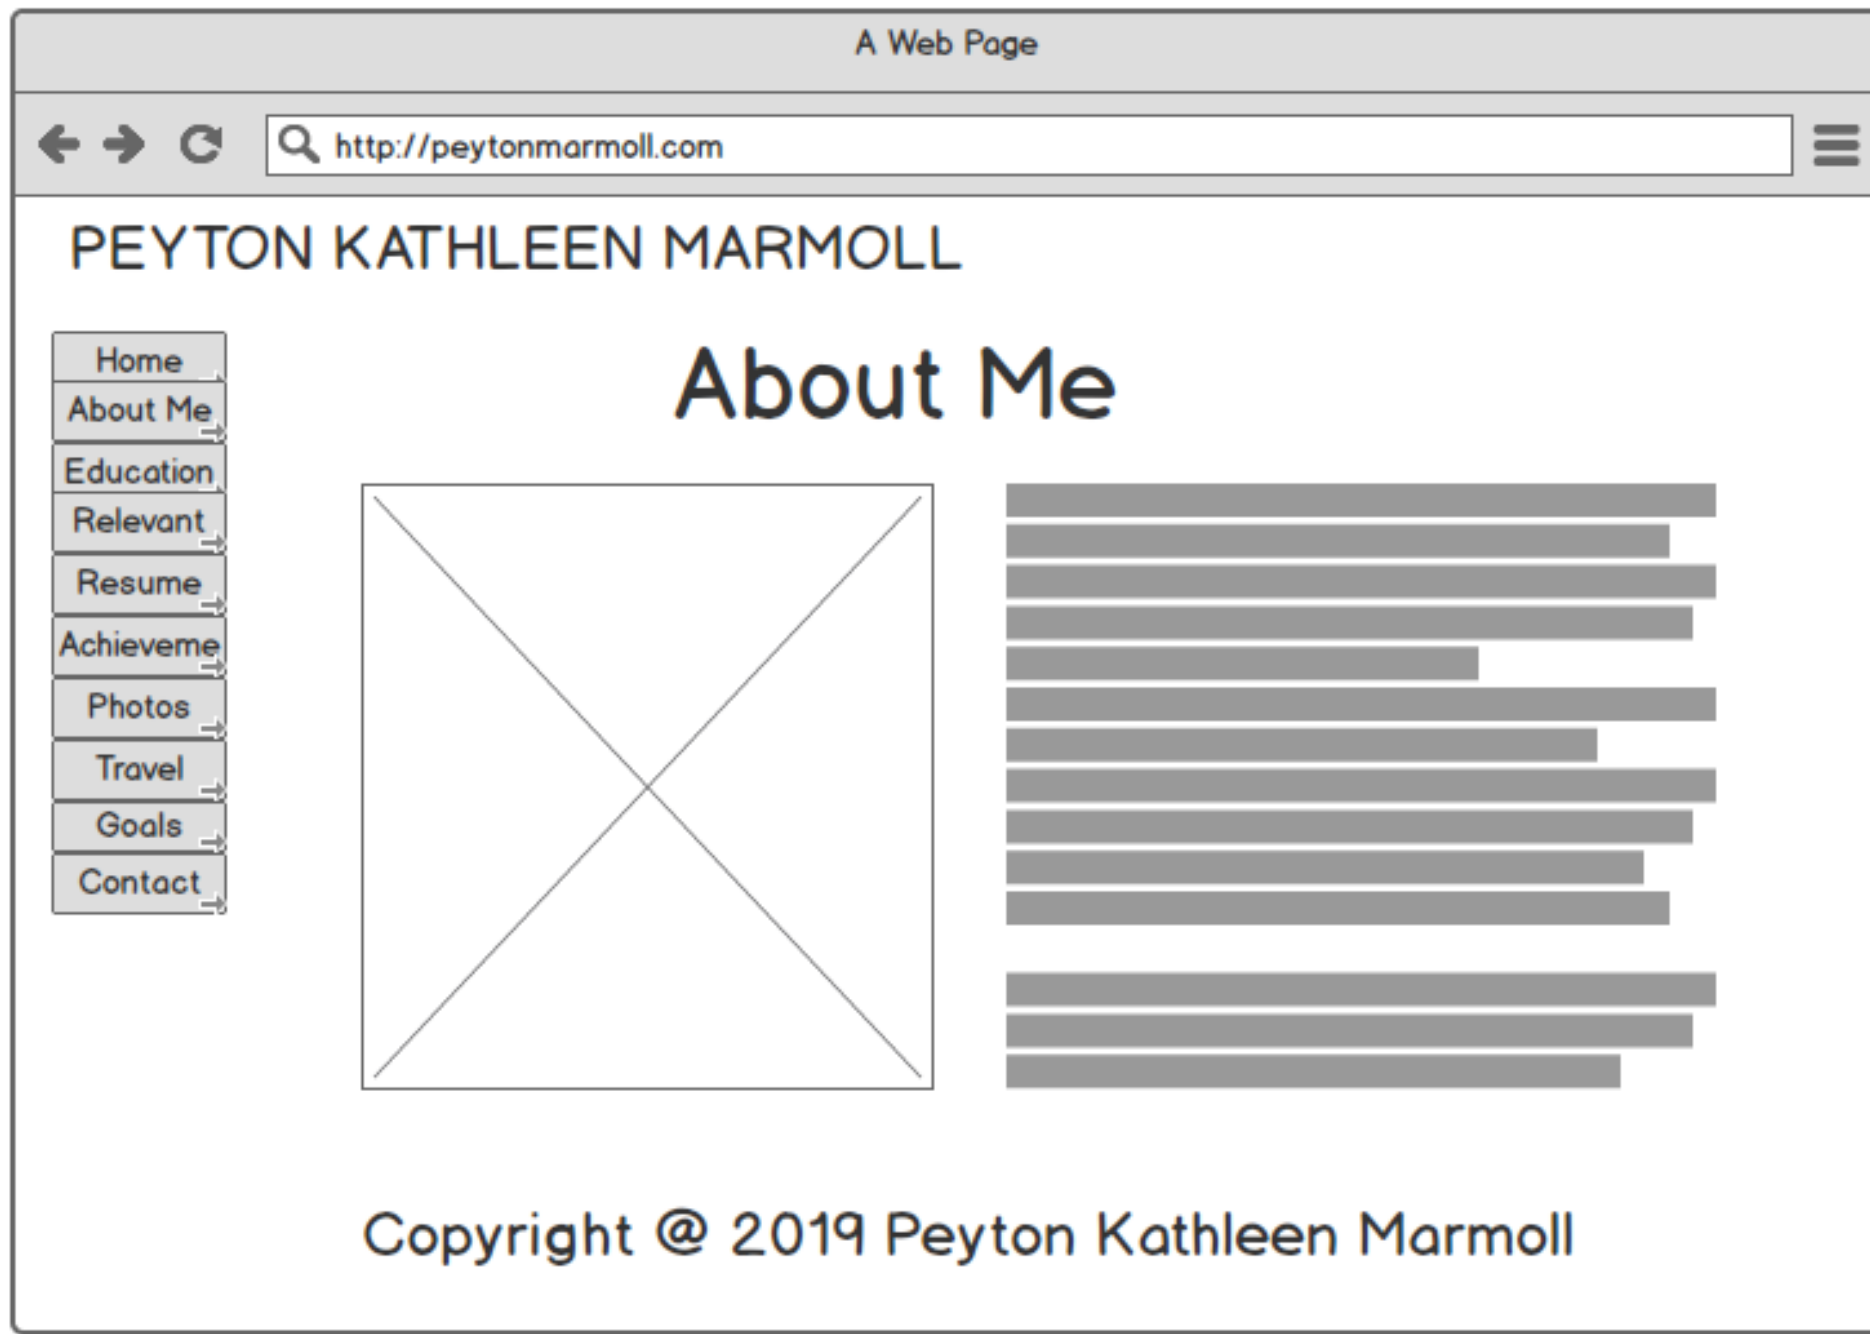 A Web Page
http://peytonmarmoll.com
PEYTON KATHLEEN MARMOLL
Home
About Me
Education
Relevant
Resume
Achieveme
Photos
Travel
Goals
Contact
About Me
Copyright @ 2019 Peyton Kathleen Marmoll